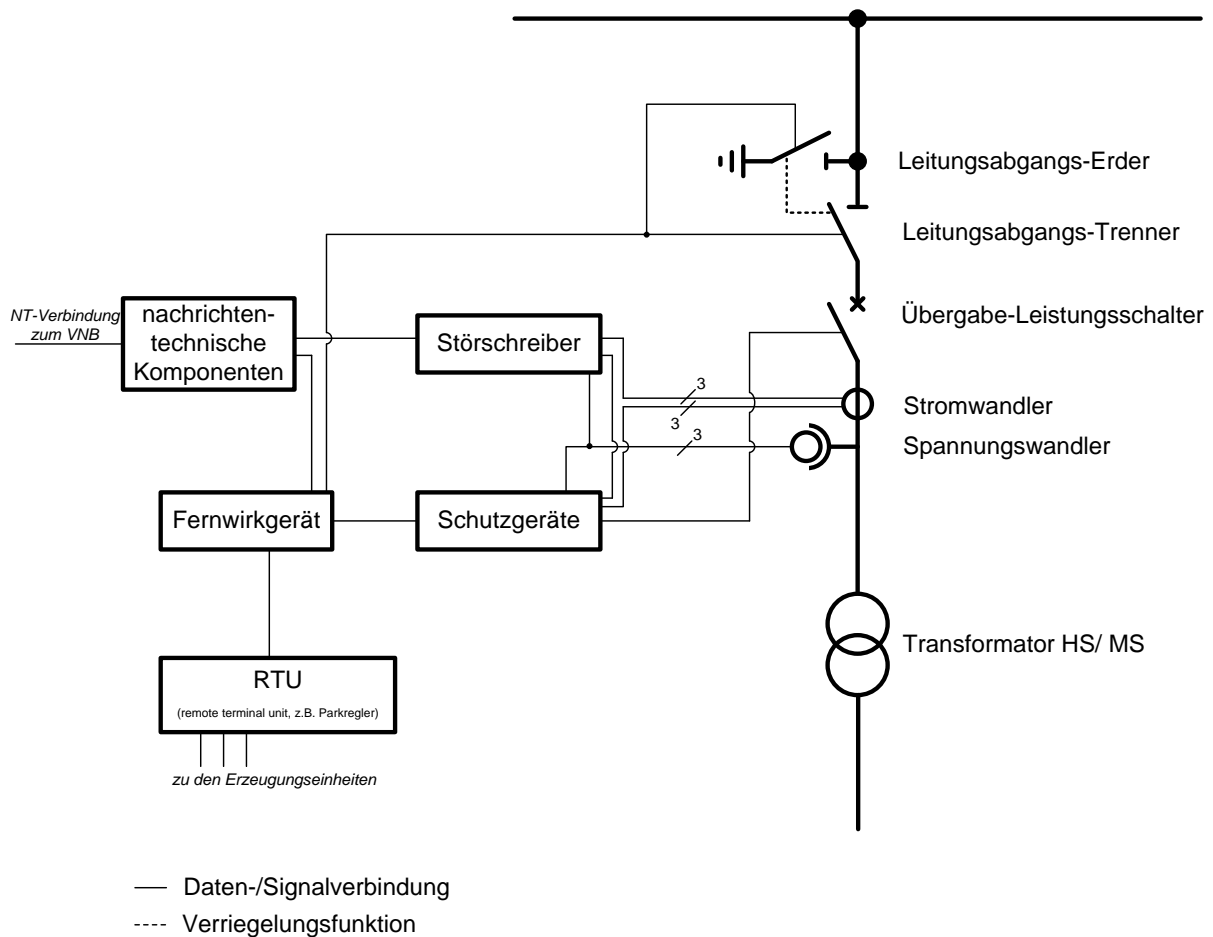 Leitungsabgangs-Erder
Leitungsabgangs-Trenner
NT-Verbindung
zum VNB
nachrichten-
technische
Komponenten
Störschreiber
Übergabe-Leistungsschalter
3
3
3
Stromwandler
Spannungswandler
Fernwirkgerät
Schutzgeräte
Transformator HS/ MS
RTU
(remote terminal unit, z.B. Parkregler)
zu den Erzeugungseinheiten
Daten-/Signalverbindung
Verriegelungsfunktion